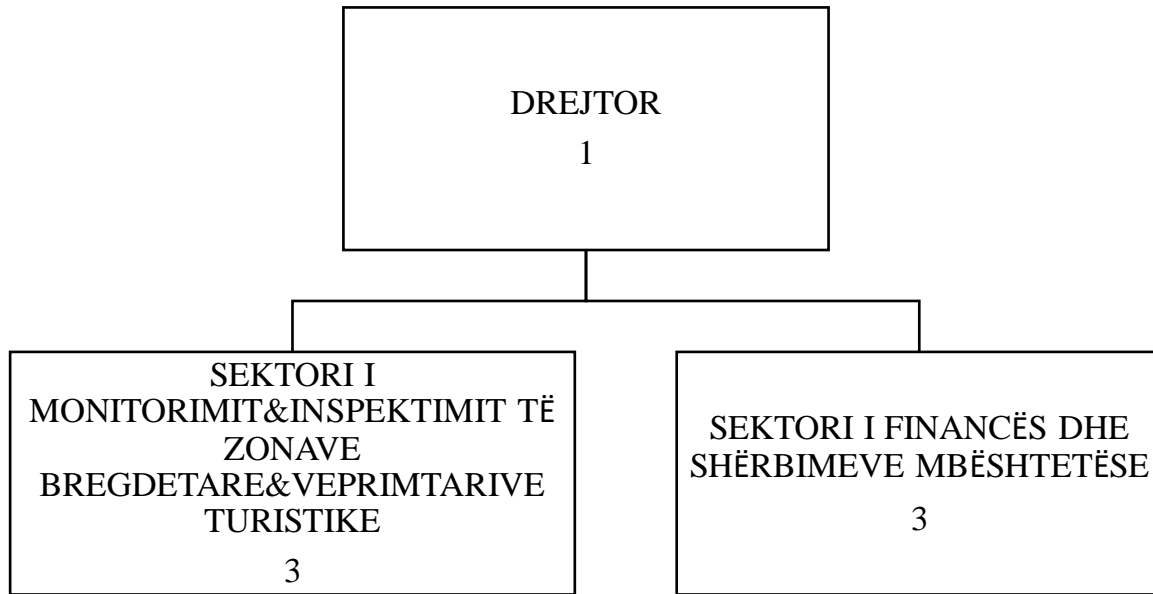 DREJTOR
1
SEKTORI I
MONITORIMIT&INSPEKTIMIT TË
ZONAVE
BREGDETARE&VEPRIMTARIVE
TURISTIKE
3
SEKTORI I FINANCËS DHE
SHËRBIMEVE MBËSHTETËSE
3